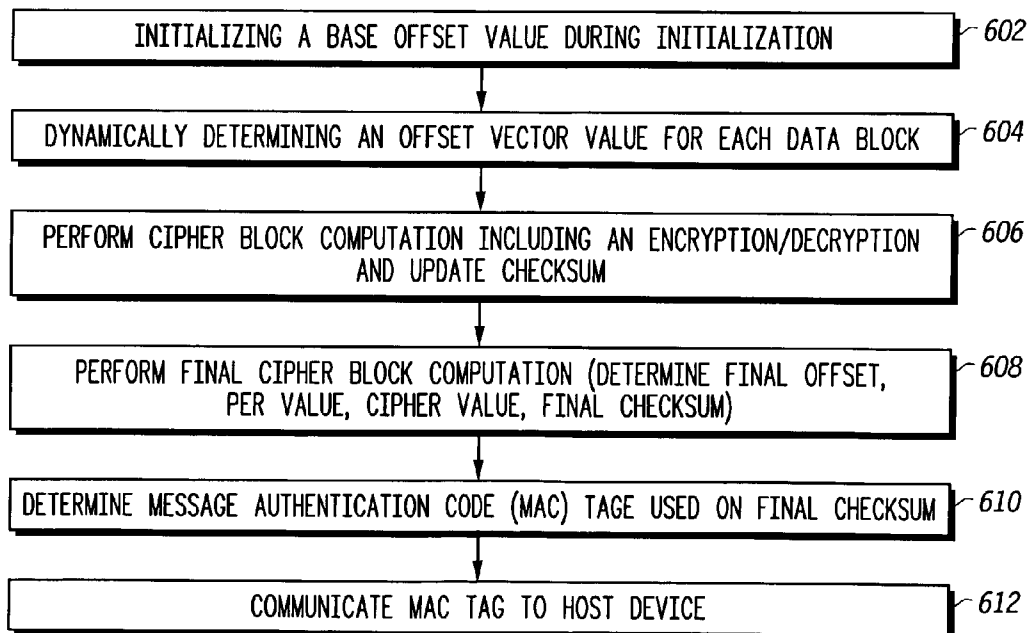 INITIALIZING A BASE OFFSET VALUE DURING INITIALIZATION
602
DYNAMICALLY DETERMINING AN OFFSET VECTOR VALUE FOR EACH DATA BLOCK
604
PERFORM CIPHER BLOCK COMPUTATION INCLUDING AN ENCRYPTION/DECRYPTION
AND UPDATE CHECKSUM
606
PERFORM FINAL CIPHER BLOCK COMPUTATION (DETERMINE FINAL OFFSET,
PER VALUE, CIPHER VALUE, FINAL CHECKSUM)
608
DETERMINE MESSAGE AUTHENTICATION CODE (MAC) TAGE USED ON FINAL CHECKSUM
610
COMMUNICATE MAC TAG TO HOST DEVICE
612